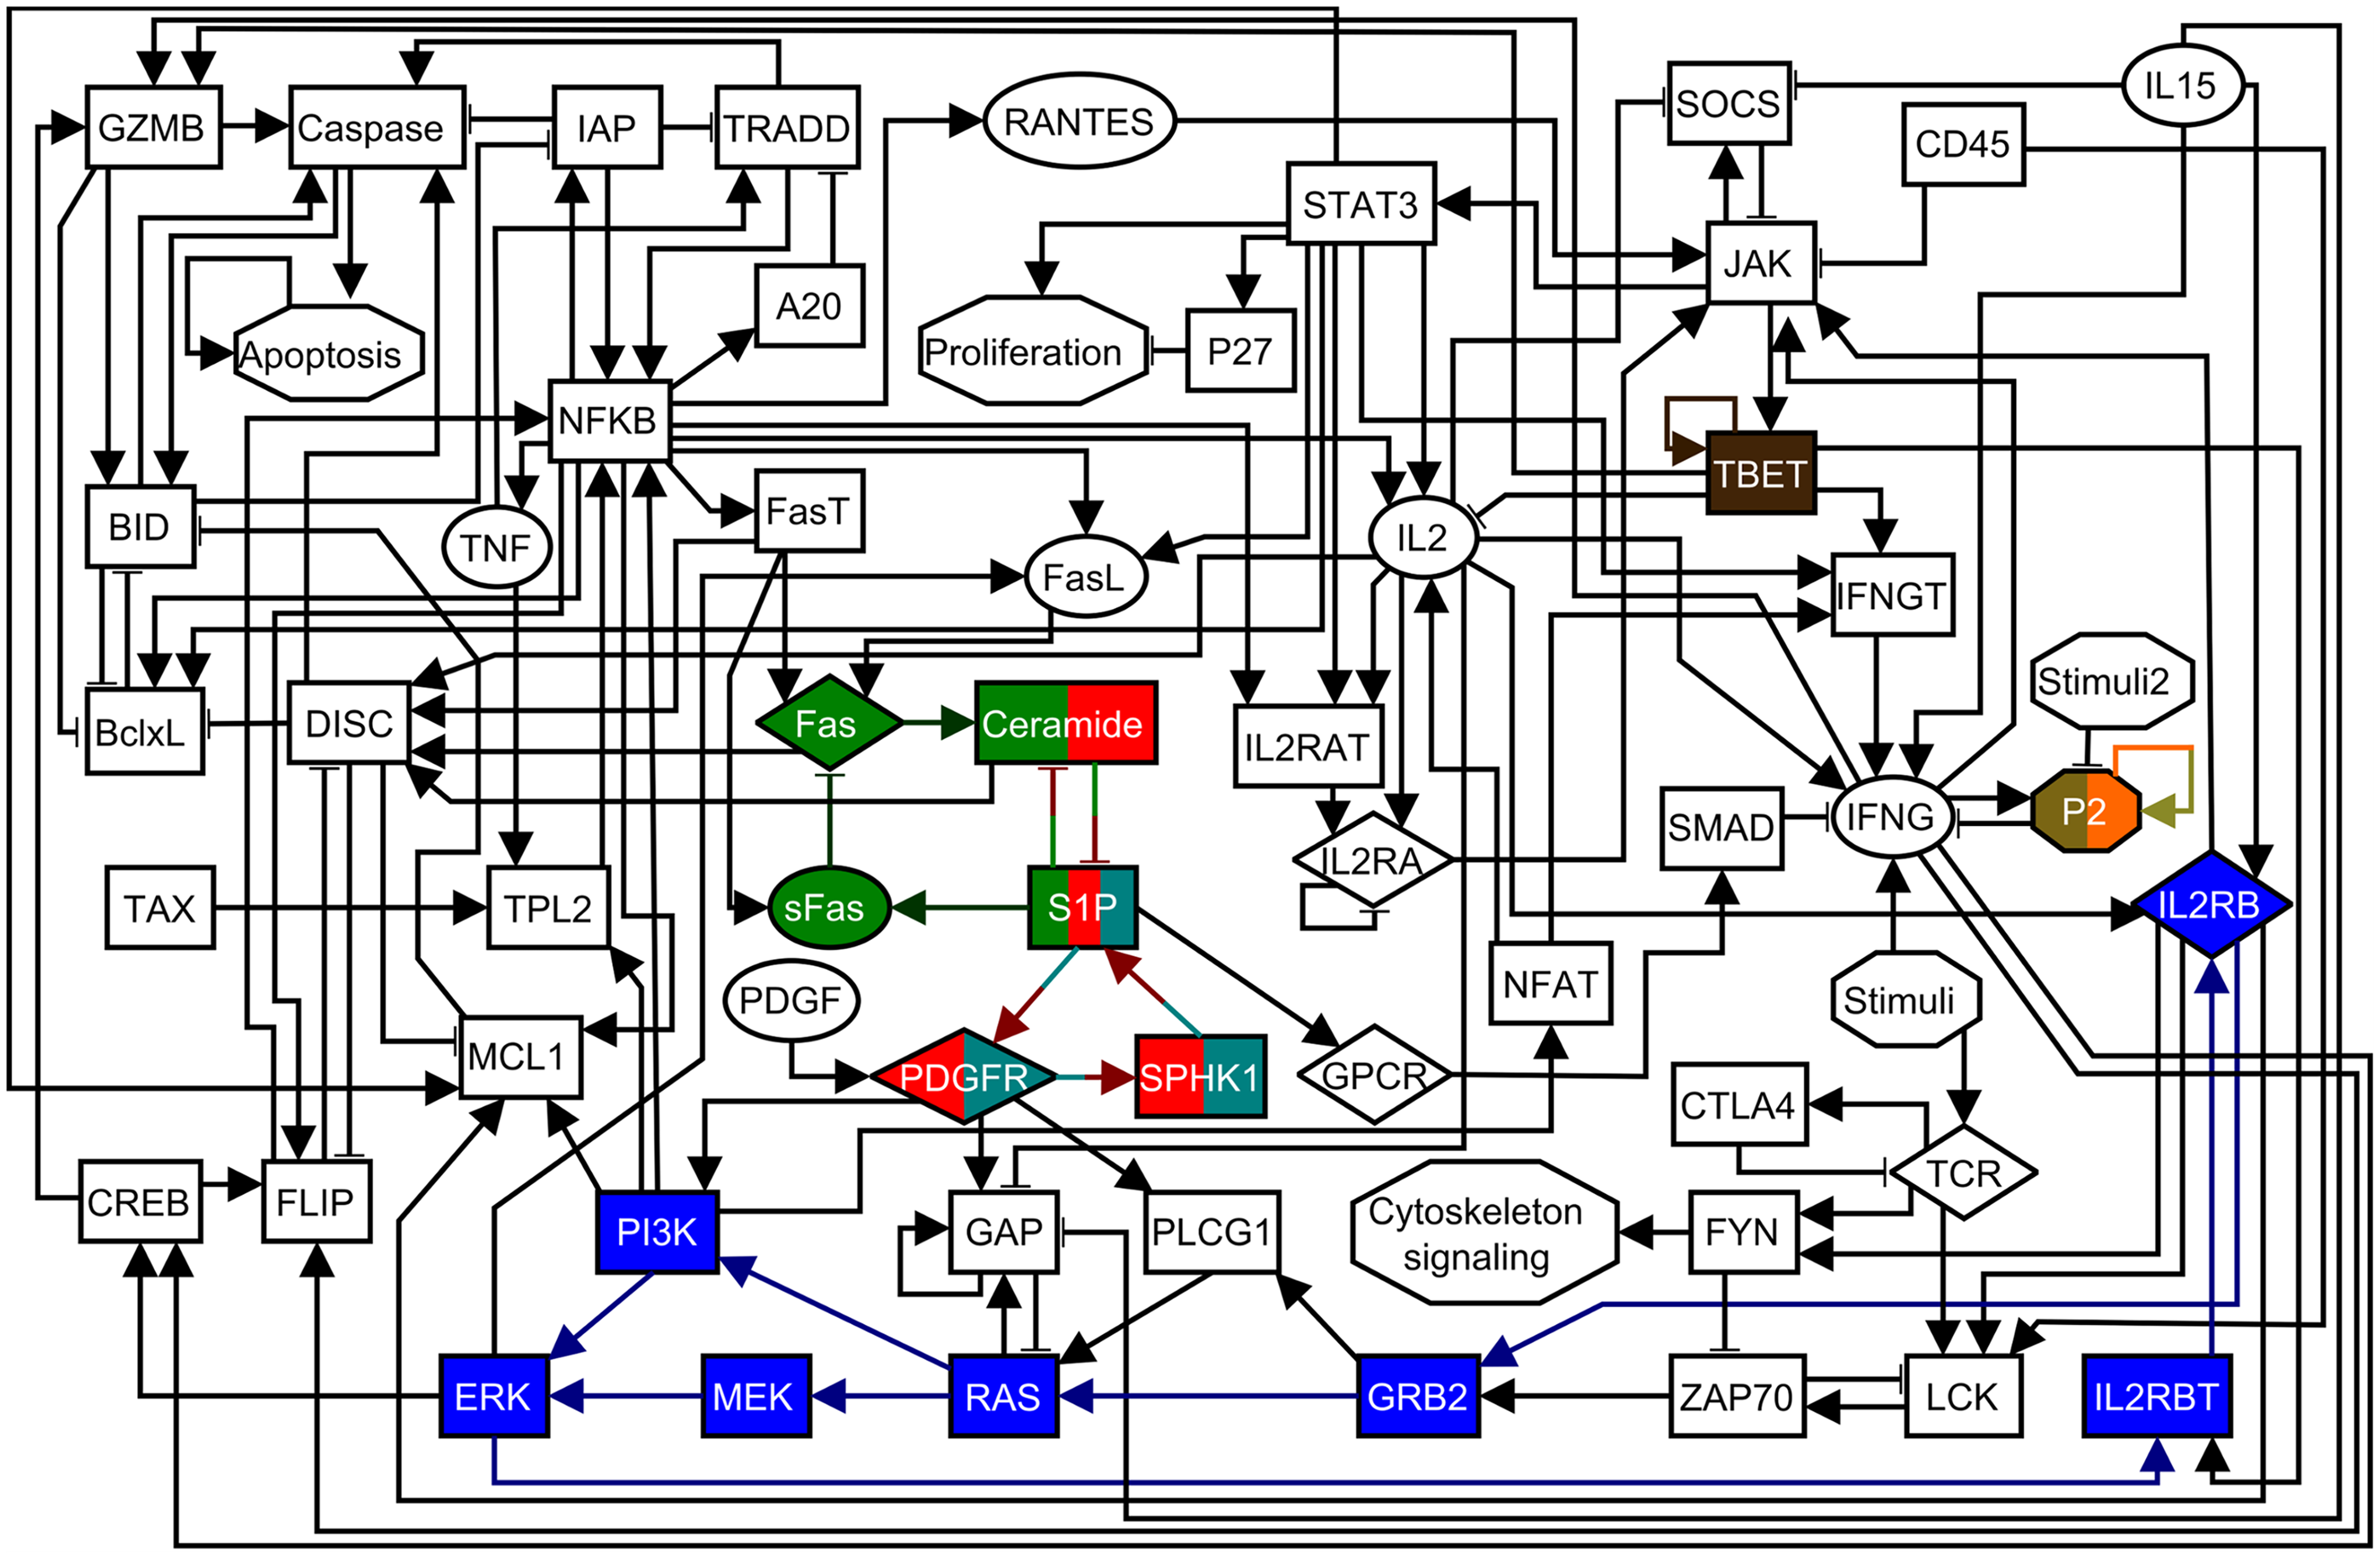 IL15
SOCS
GZMB
Caspase
IAP
TRADD
RANTES
CD45
STAT3
JAK
A20
Apoptosis
Proliferation
P27
NFKB
TBET
FasT
BID
TNF
IL2
FasL
IFNGT
Stimuli2
Fas
Ceramide
BclxL
DISC
IL2RAT
P2
SMAD
IFNG
IL2RA
TAX
TPL2
sFas
S1P
IL2RB
NFAT
PDGF
Stimuli
MCL1
PDGFR
SPHK1
GPCR
CTLA4
TCR
CREB
FLIP
PI3K
GAP
PLCG1
Cytoskeleton
signaling
FYN
ERK
MEK
RAS
GRB2
ZAP70
LCK
IL2RBT